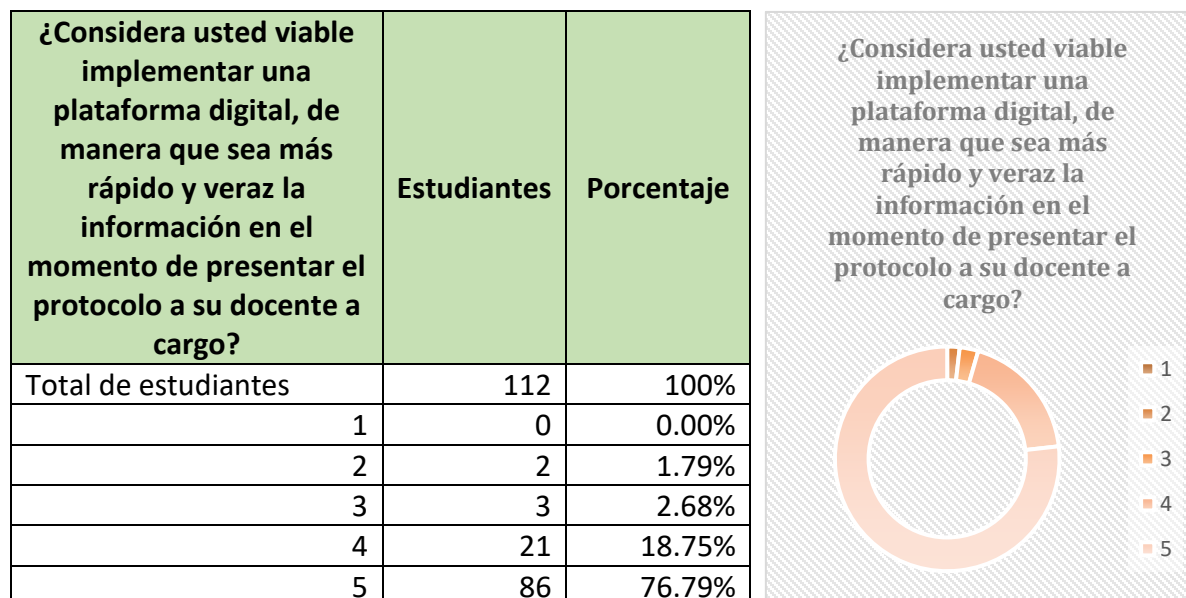 ¿Considera usted viable
implementar una
plataforma digital, de
manera que sea más
rápido y veraz la
información en el
momento de presentar el
protocolo a su docente a
cargo?
Estudiantes
Porcentaje
Total de estudiantes 112 100%
1 0 0.00%
2 2 1.79%
3 3 2.68%
4 21 18.75%
5 86 76.79%
¿Considera usted viable
implementar una
plataforma digital, de
manera que sea más
rápido y veraz la
información en el
momento de presentar el
protocolo a su docente a
cargo?
1
2
3
4
5